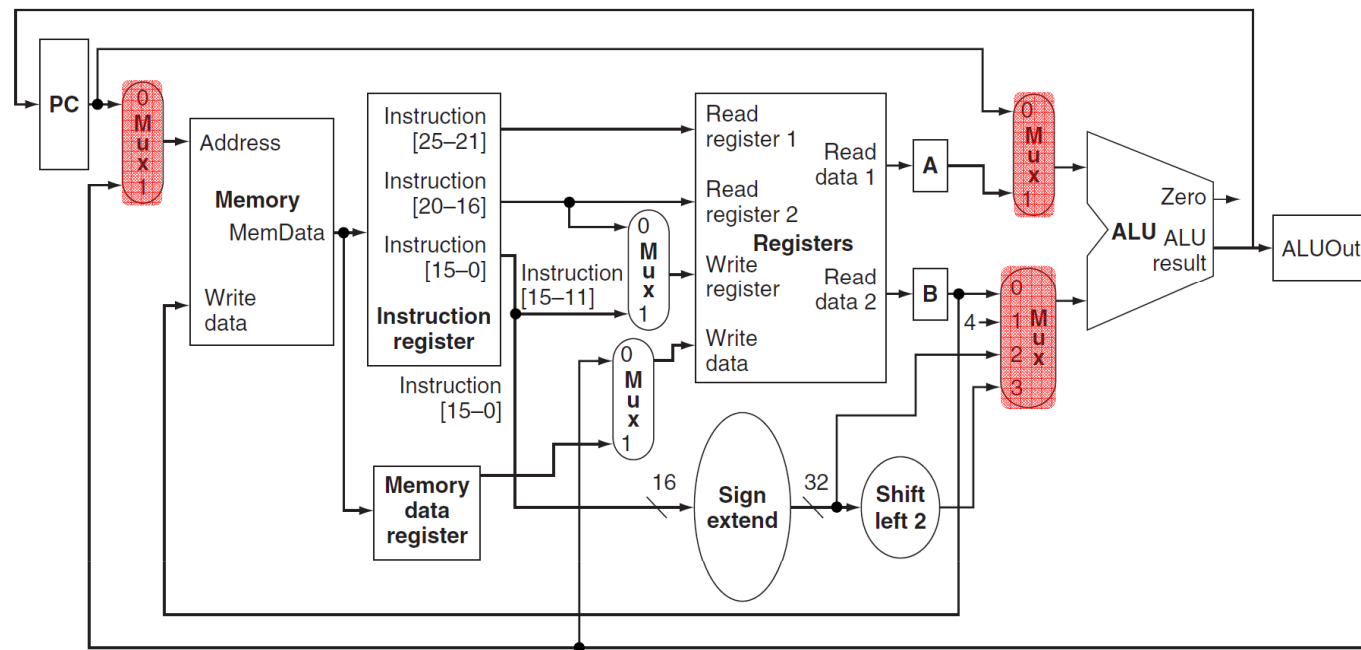 PC
0
M
u
x
1
Address
Memory
MemData
Write
data
Instruction
[25–21]
Instruction
[20–16]
Instruction
[15–0]
Instruction
register
Instruction
[15–11]
Instruction
[15–0]
Memory
data
register
0
M
u
x
1
0
M
u
x
1
Read
register 1
Read
register 2
Registers
Write
register
Write
data
Read
data 1
Read
data 2
16
Sign
extend
32
Shift
left 2
A
B
4
0
M
u
x
1
0
1
2
3
M
u
x
Zero
ALU
ALU
result
ALUOut